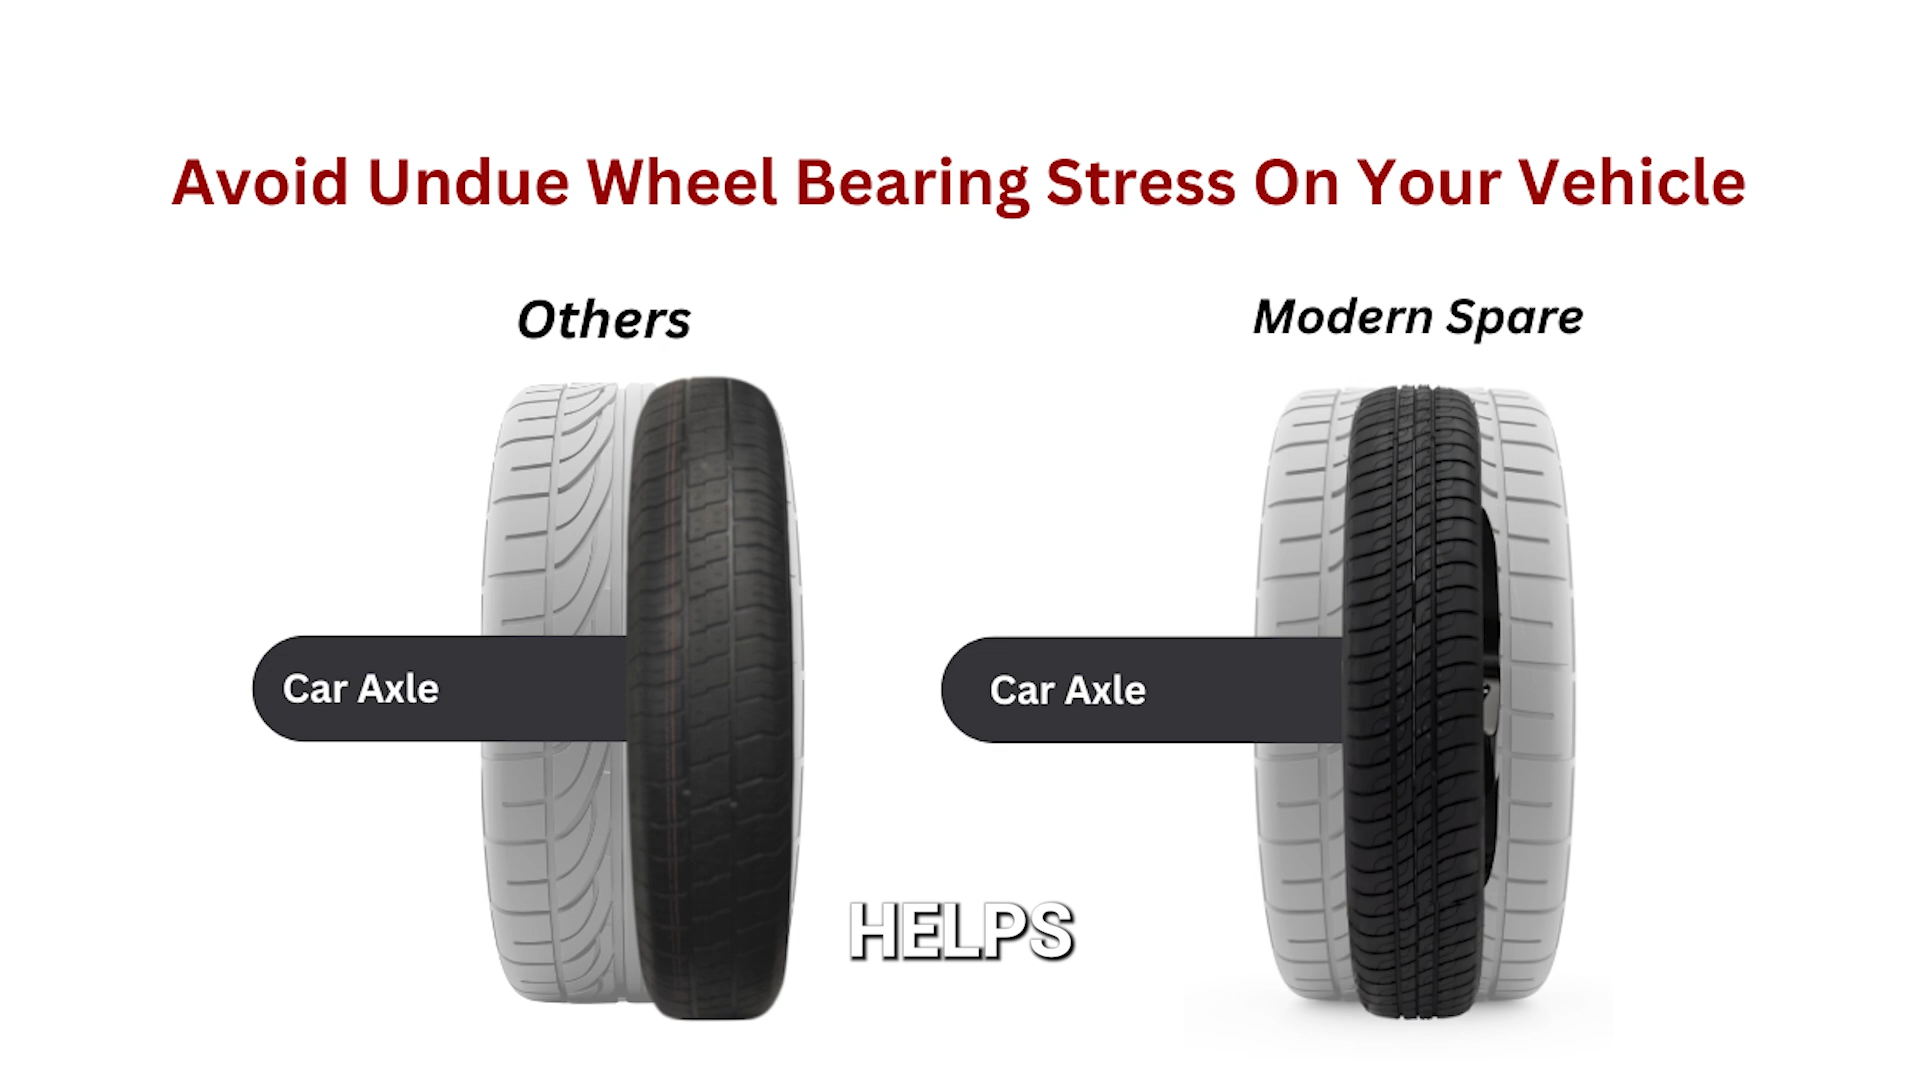 Avoid Undue Wheel Bearing Stress On Your Vehicle
Others
Modern Spare
Car Axle
Car Axle
HELPS